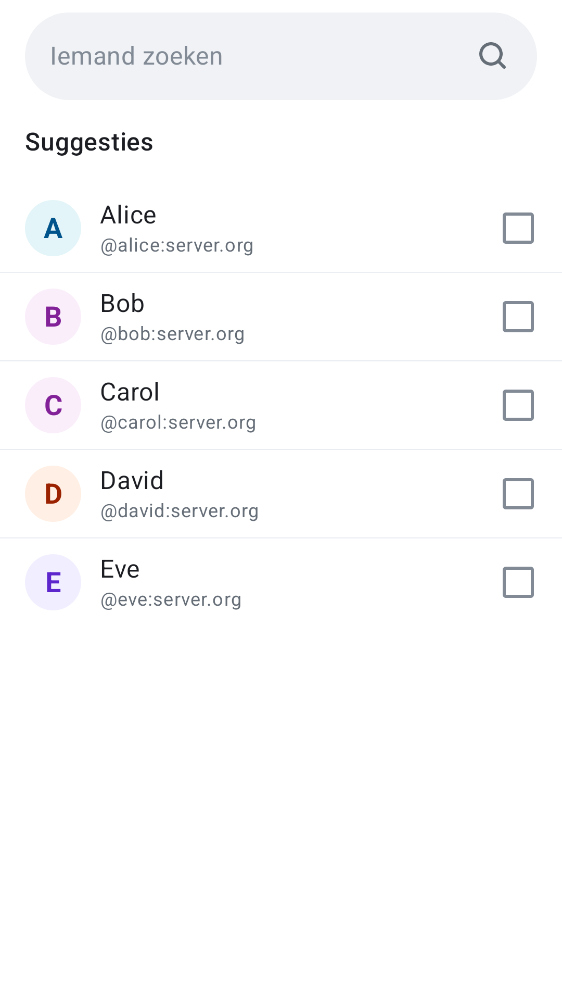 Iemand zoeken
Suggesties
A
Alice
@alice:server.org
B
Bob
@bob:server.org
C
Carol
@carol:server.org
D
David
@david:server.org
E
Eve
@eve:server.org